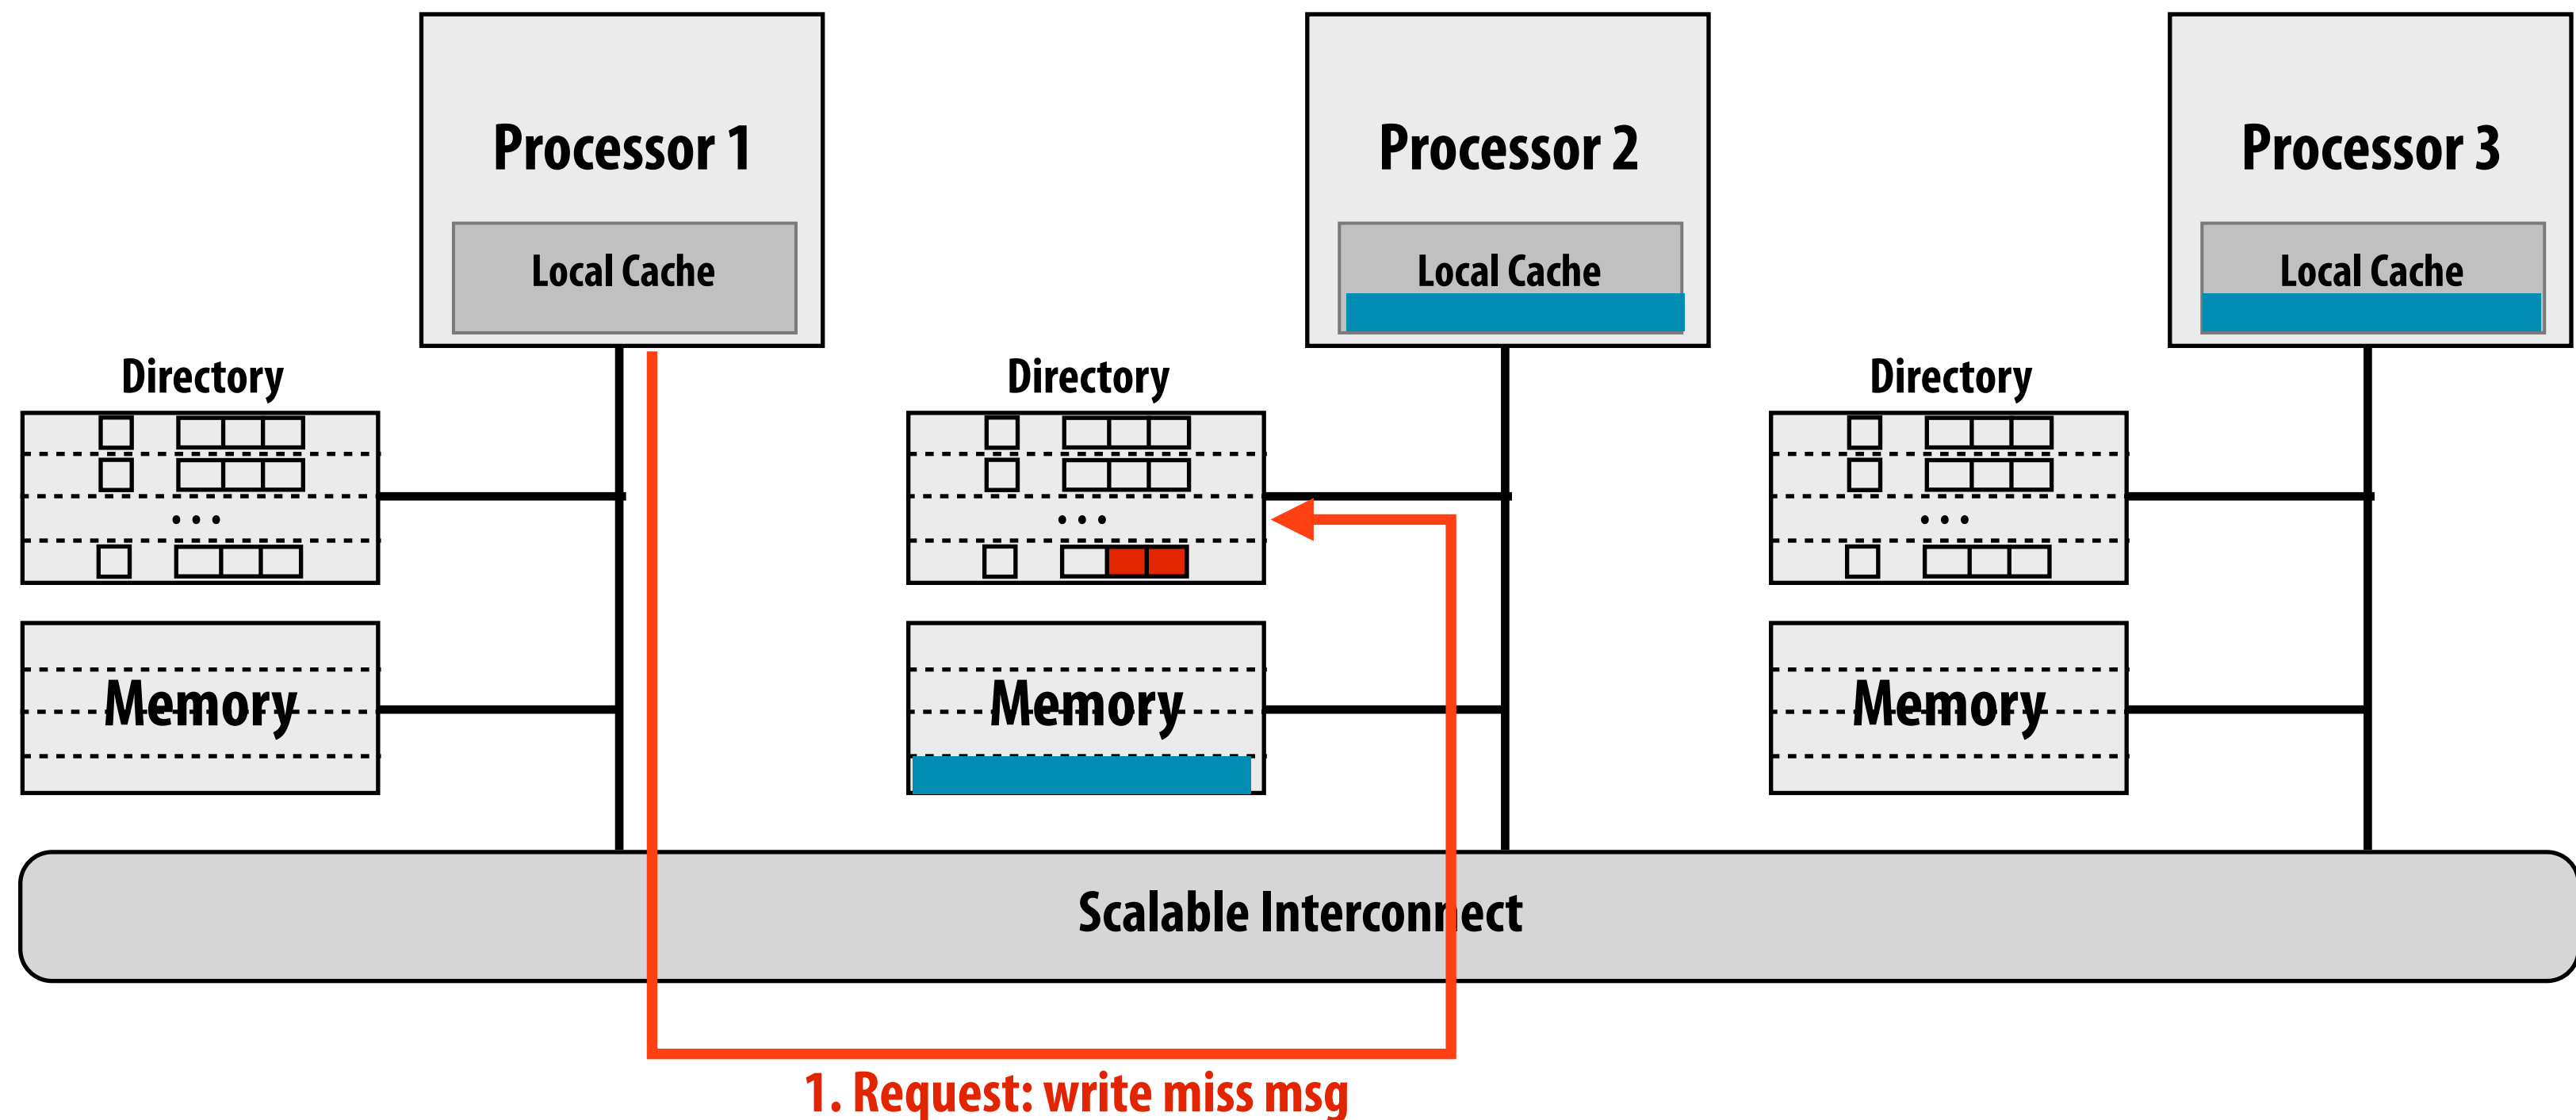 Processor 1
Processor 2
Processor 3
Local Cache
Local Cache
Local Cache
Directory
Directory
Directory
• • •
• • •
• • •
Memory
Memory
Memory
Scalable Interconnect
1. Request: write miss msg